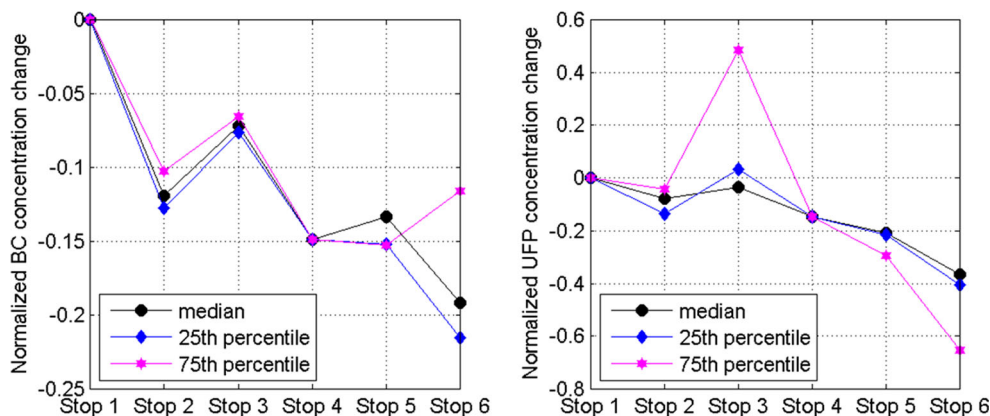 Normalized BC concentration change
0
-0.05
-0.1
-0.15
-0.2
-0.25
median
25th percentile
75th percentile
Stop 1 Stop 2 Stop 3 Stop 4 Stop 5 Stop 6
Normalized UFP concentration change
0.6
0.4
0.2
0
-0.2
-0.4
-0.6
-0.8
median
25th percentile
75th percentile
Stop 1 Stop 2 Stop 3 Stop 4 Stop 5 Stop 6